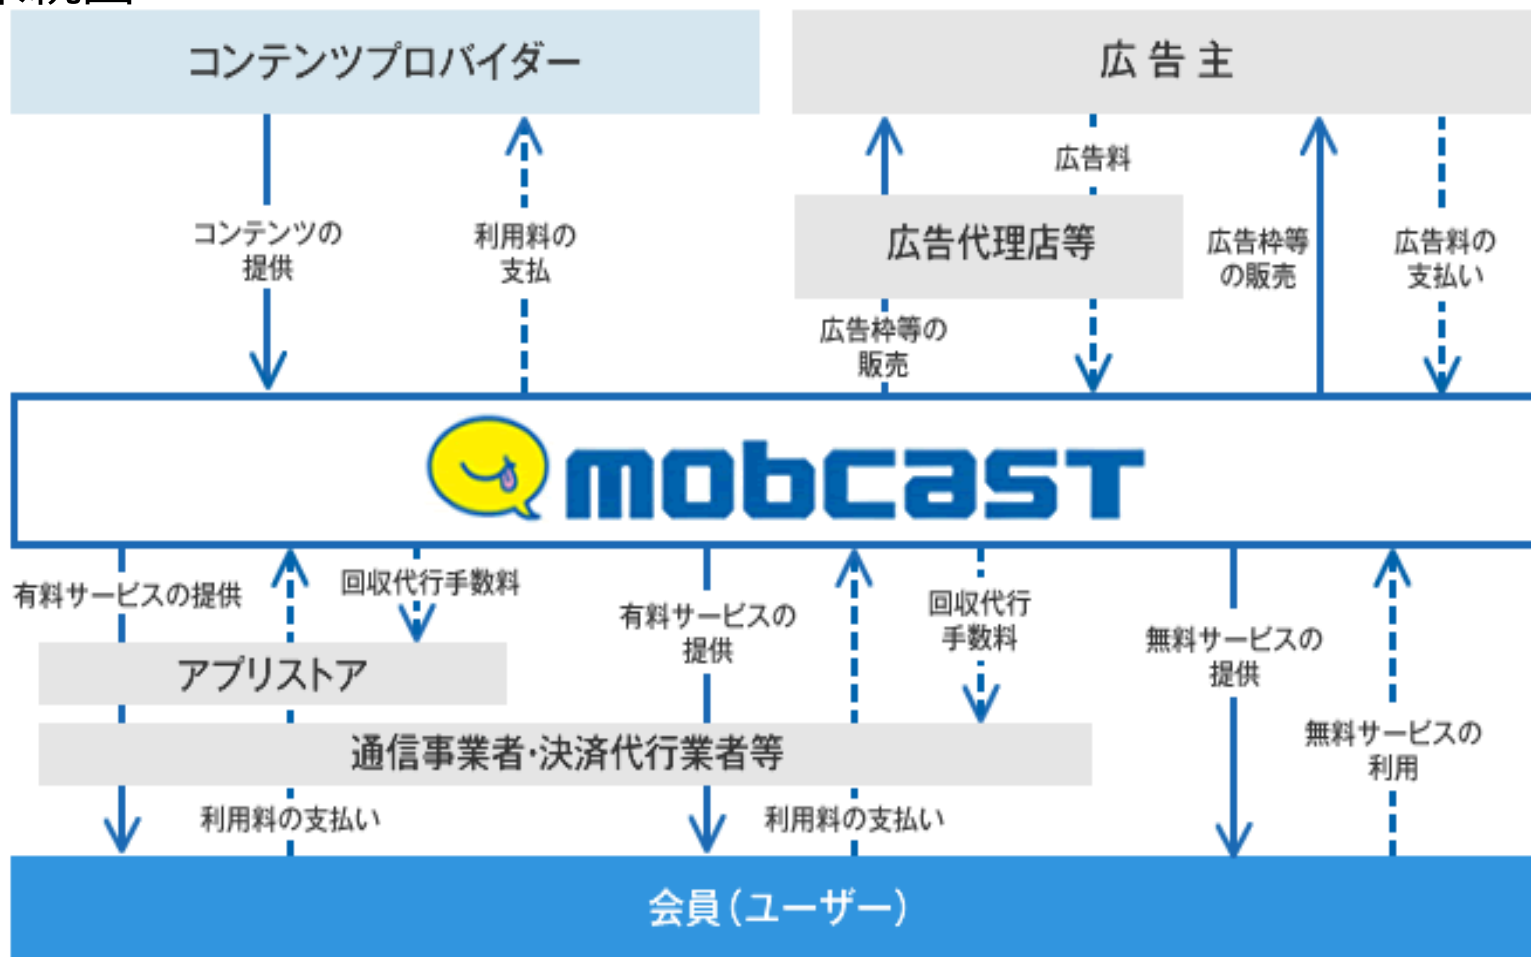 コンテンツプロバイダー
広告主
広告料
コンテンツの
提供
利用料の
支払
広告代理店等
広告枠等
の販売
広告料の
支払い
広告枠等の
販売
mobcast
有料サービスの提供
回収代行手数料
有料サービスの
提供
回収代行
手数料
無料サービスの
提供
アプリストア
通信事業者・決済代行業者等
無料サービスの
利用
利用料の支払い
利用料の支払い
会員(ユーザー)